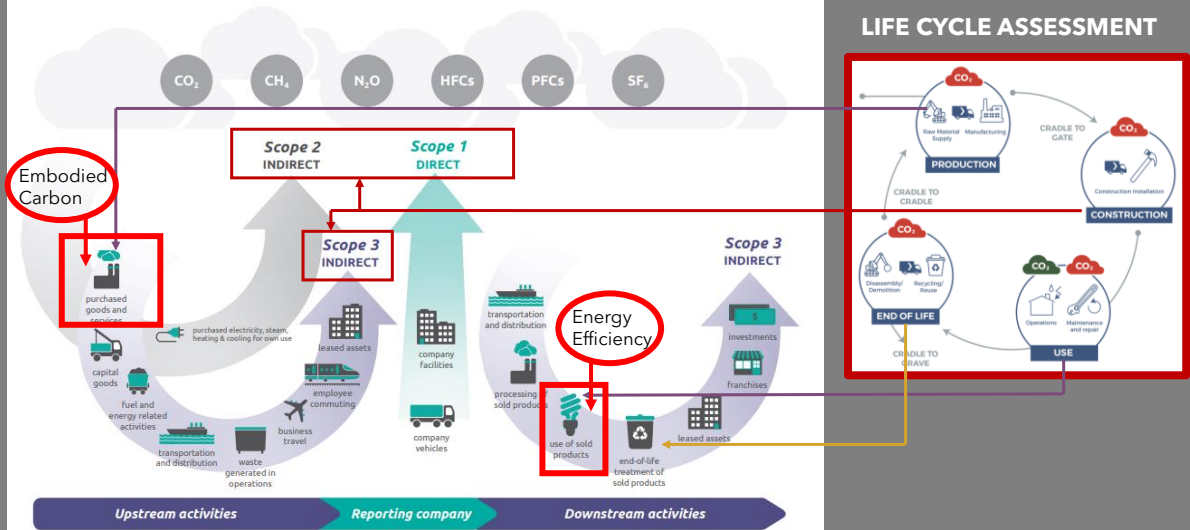 LIFE CYCLE ASSESSMENT
CO₂
CH₄
N₂O
HFCs
PFCs
SF₆
Scope 2
INDIRECT
Scope 1
DIRECT
Embodied
Carbon
Scope 3
INDIRECT
Scope 3
INDIRECT
purchased
goods and
services
capital
goods
fuel and
energy related
activities
transportation
and distribution
waste
generated in
operations
business
travel
employee
commuting
leased assets
purchased electricity, steam,
heating & cooling for own use
company
facilities
company
vehicles
transportation
and distribution
Energy
Efficiency
processing of
sold products
use of sold
products
end-of-life
treatment of
sold products
leased assets
franchises
investments
$
Upstream activities
Reporting company
Downstream activities
CO₂
Raw Material
Supply
Manufacturing
PRODUCTION
CRADLE TO
GATE
CO₂
Construction Installation
CONSTRUCTION
CRADLE TO
CRADLE
CO₂
Disassembly/
Demolition
Recycling/
Reuse
END OF LIFE
CO₂
CO₂
Operations
Maintenance
and repair
USE
CRADLE TO
GRAVE